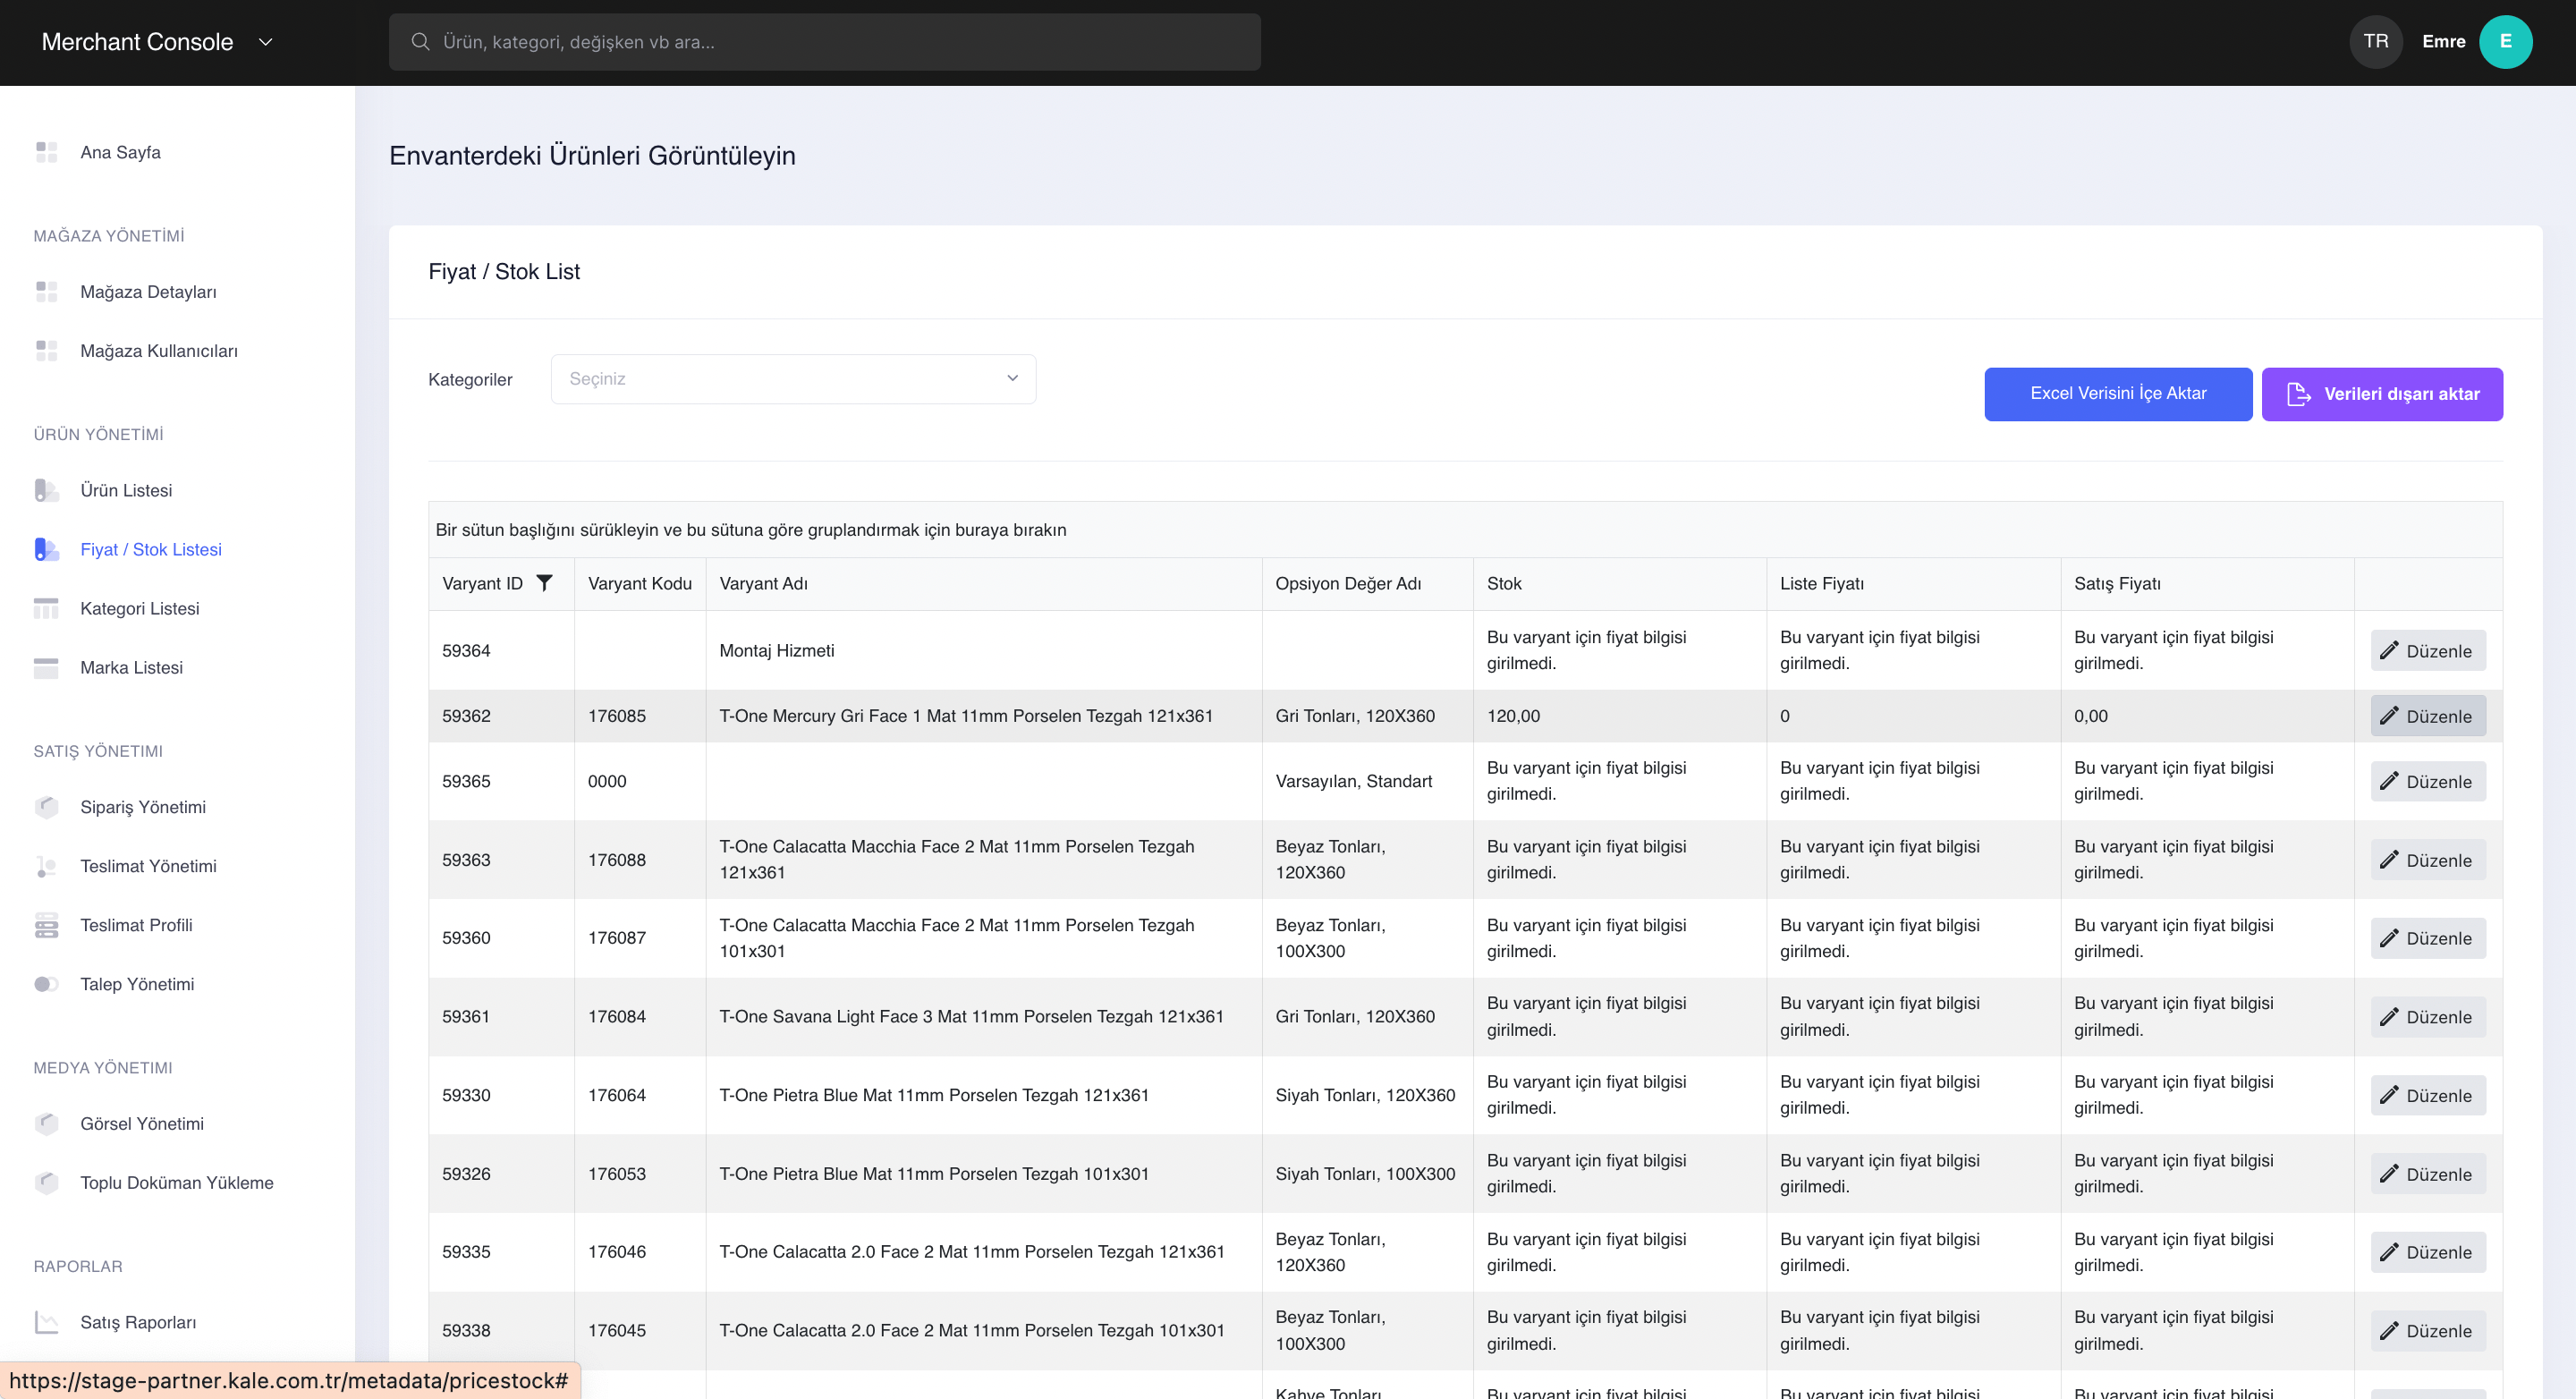 Merchant Console
Ürün, kategori, değişken vb ara...
TR
Emre
E
Ana Sayfa
MAĞAZA YÖNETİMİ
Mağaza Detayları
Mağaza Kullanıcıları
ÜRÜN YÖNETİMİ
Ürün Listesi
Fiyat / Stok Listesi
Kategori Listesi
Marka Listesi
SATIŞ YÖNETIMI
Sipariş Yönetimi
Teslimat Yönetimi
Teslimat Profili
Talep Yönetimi
MEDYA YÖNETIMI
Görsel Yönetimi
Toplu Doküman Yükleme
RAPORLAR
Satış Raporları
https://stage-partner.kale.com.tr/metadata/pricestock#
Envanterdeki Ürünleri Görüntüleyin
Fiyat / Stok List
Kategoriler
Seçiniz
Excel Verisini İçe Aktar
Verileri dışarı aktar
Bir sütun başlığını sürükleyin ve bu sütuna göre gruplandırmak için buraya bırakın
Varyant ID Varyant Kodu Varyant Adı Opsiyon Değer Adı Stok Liste Fiyatı Satış Fiyatı
Bu varyant için fiyat bilgisi Bu varyant için fiyat bilgisi Bu varyant için fiyat bilgisi
59364 Montaj Hizmeti Düzenle
girilmedi. girilmedi. girilmedi.
59362 176085 T-One Mercury Gri Face 1 Mat 11mm Porselen Tezgah 121x361 Gri Tonları, 120X360 120,00 0 0,00 Düzenle
Bu varyant için fiyat bilgisi Bu varyant için fiyat bilgisi Bu varyant için fiyat bilgisi
59365 0000 Varsayılan, Standart Düzenle
girilmedi. girilmedi. girilmedi.
T-One Calacatta Macchia Face 2 Mat 11mm Porselen Tezgah Beyaz Tonları, Bu varyant için fiyat bilgisi Bu varyant için fiyat bilgisi Bu varyant için fiyat bilgisi
59363 176088 Düzenle
121x361 120X360 girilmedi. girilmedi. girilmedi.
T-One Calacatta Macchia Face 2 Mat 11mm Porselen Tezgah Beyaz Tonları, Bu varyant için fiyat bilgisi Bu varyant için fiyat bilgisi Bu varyant için fiyat bilgisi
59360 176087 Düzenle
101x301 100X300 girilmedi. girilmedi. girilmedi.
Bu varyant için fiyat bilgisi Bu varyant için fiyat bilgisi Bu varyant için fiyat bilgisi
59361 176084 T-One Savana Light Face 3 Mat 11mm Porselen Tezgah 121x361 Gri Tonları, 120X360 Düzenle
girilmedi. girilmedi. girilmedi.
Bu varyant için fiyat bilgisi Bu varyant için fiyat bilgisi Bu varyant için fiyat bilgisi
59330 176064 T-One Pietra Blue Mat 11mm Porselen Tezgah 121x361 Siyah Tonları, 120X360 Düzenle
girilmedi. girilmedi. girilmedi.
Bu varyant için fiyat bilgisi Bu varyant için fiyat bilgisi Bu varyant için fiyat bilgisi
59326 176053 T-One Pietra Blue Mat 11mm Porselen Tezgah 101x301 Siyah Tonları, 100X300 Düzenle
girilmedi. girilmedi. girilmedi.
Beyaz Tonları, Bu varyant için fiyat bilgisi Bu varyant için fiyat bilgisi Bu varyant için fiyat bilgisi
59335 176046 T-One Calacatta 2.0 Face 2 Mat 11mm Porselen Tezgah 121x361 Düzenle
120X360 girilmedi. girilmedi. girilmedi.
Beyaz Tonları, Bu varyant için fiyat bilgisi Bu varyant için fiyat bilgisi Bu varyant için fiyat bilgisi
59338 176045 T-One Calacatta 2.0 Face 2 Mat 11mm Porselen Tezgah 101x301 Düzenle
100X300 girilmedi. girilmedi. girilmedi.
Kahve Tonları Bu varyant için fiyat bilgisi Bu varyant için fiyat bilgisi Bu varyant için fiyat bilgisi